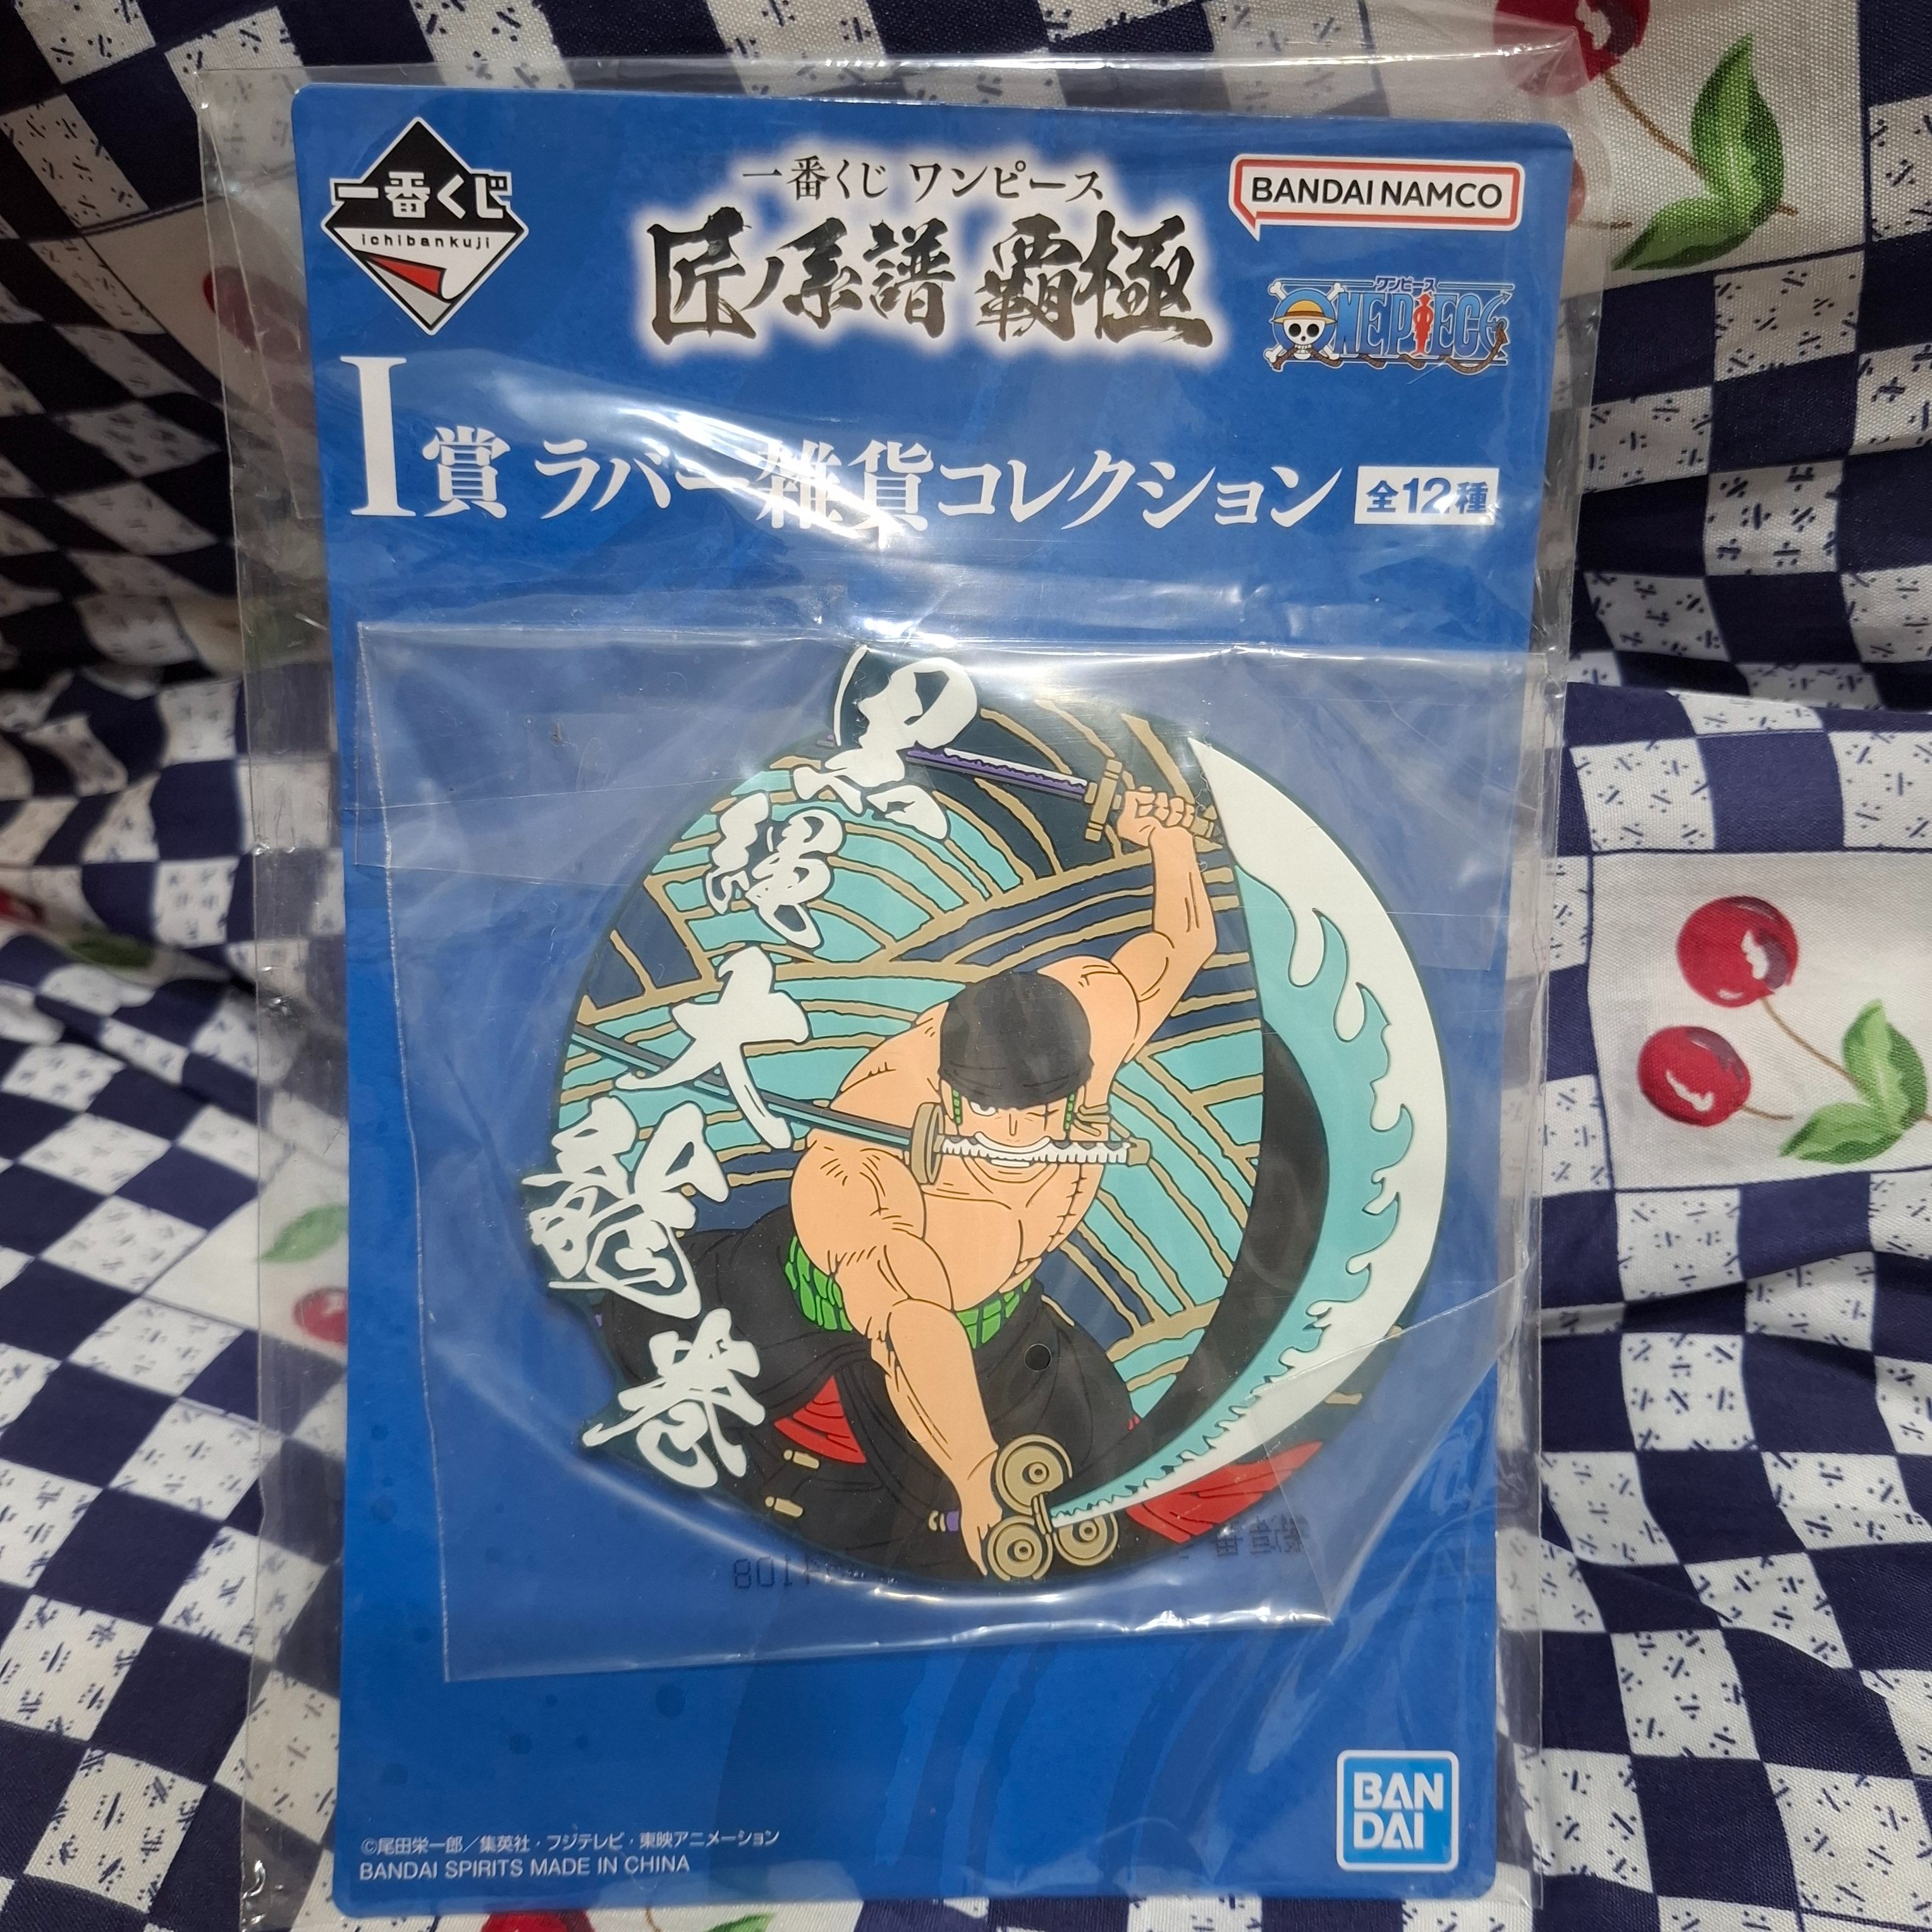 一番くじ
ichibankuji
一番くじ ワンピース
匠ノ系譜 覇極
BANDAI NAMCO
ワンピース
ONE PIECE
I賞 ラバー雑貨コレクション 全12種
黒縄大龍巻
©尾田栄一郎/集英社・フジテレビ・東映アニメーション
BANDAI SPIRITS MADE IN CHINA
BAN
DAI